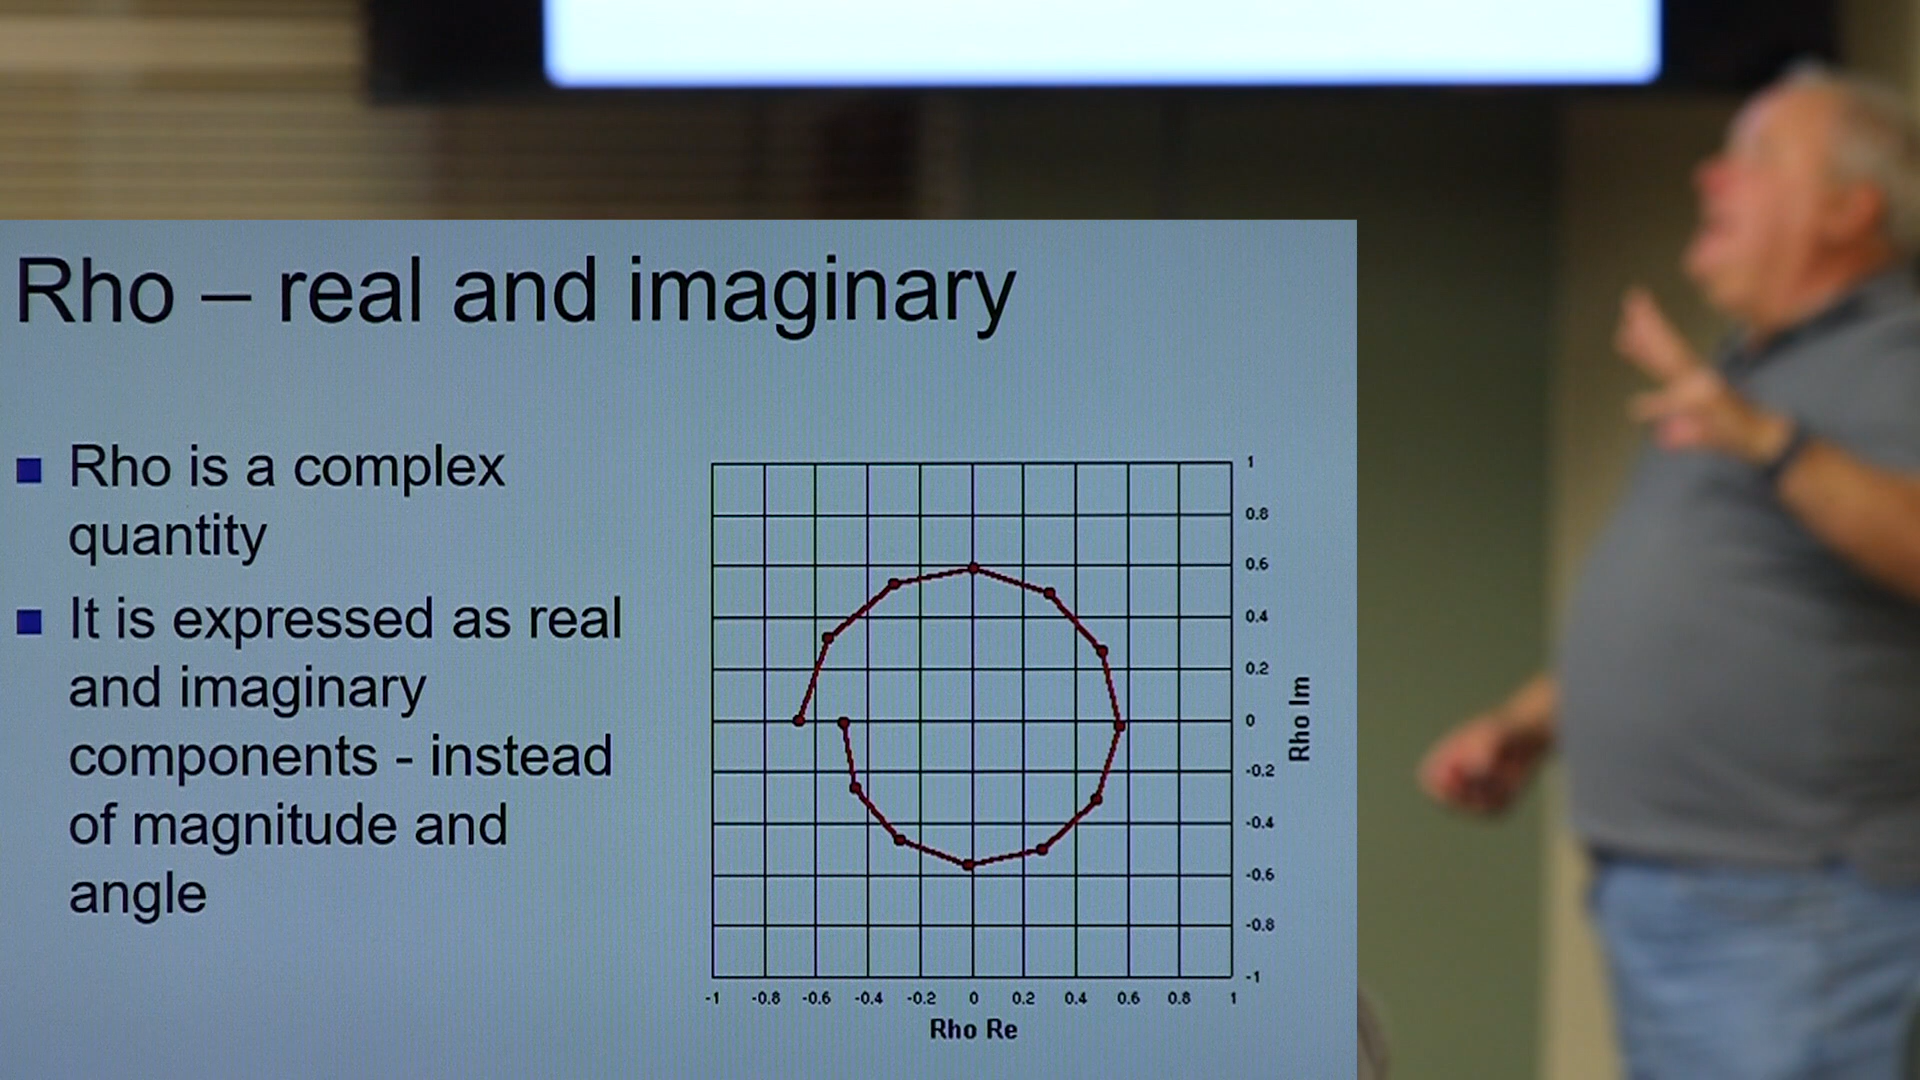 Rho – real and imaginary
Rho is a complex
quantity
It is expressed as real
and imaginary
components - instead
of magnitude and
angle
1
0.8
0.6
0.4
0.2
0
-0.2
-0.4
-0.6
-0.8
-1
Rho Im
-1 -0.8 -0.6 -0.4 -0.2 0 0.2 0.4 0.6 0.8 1
Rho Re